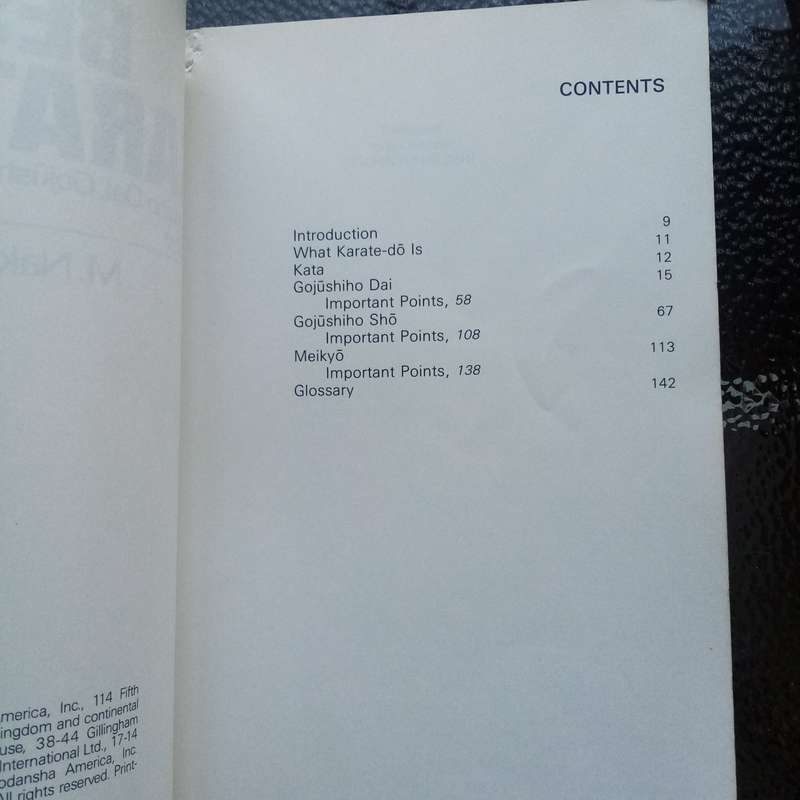 America, Inc., 114 Fifth
ingdom and continental
use, 38-44 Gillingham
International Ltd., 17-14
odansha America, Inc.
All rights reserved. Print-
CONTENTS
Introduction 9
What Karate-dō Is 11
Kata 12
Gojūshiho Dai 15
Important Points, 58
Gojūshiho Shō 67
Important Points, 108
Meikyō 113
Important Points, 138
Glossary 142